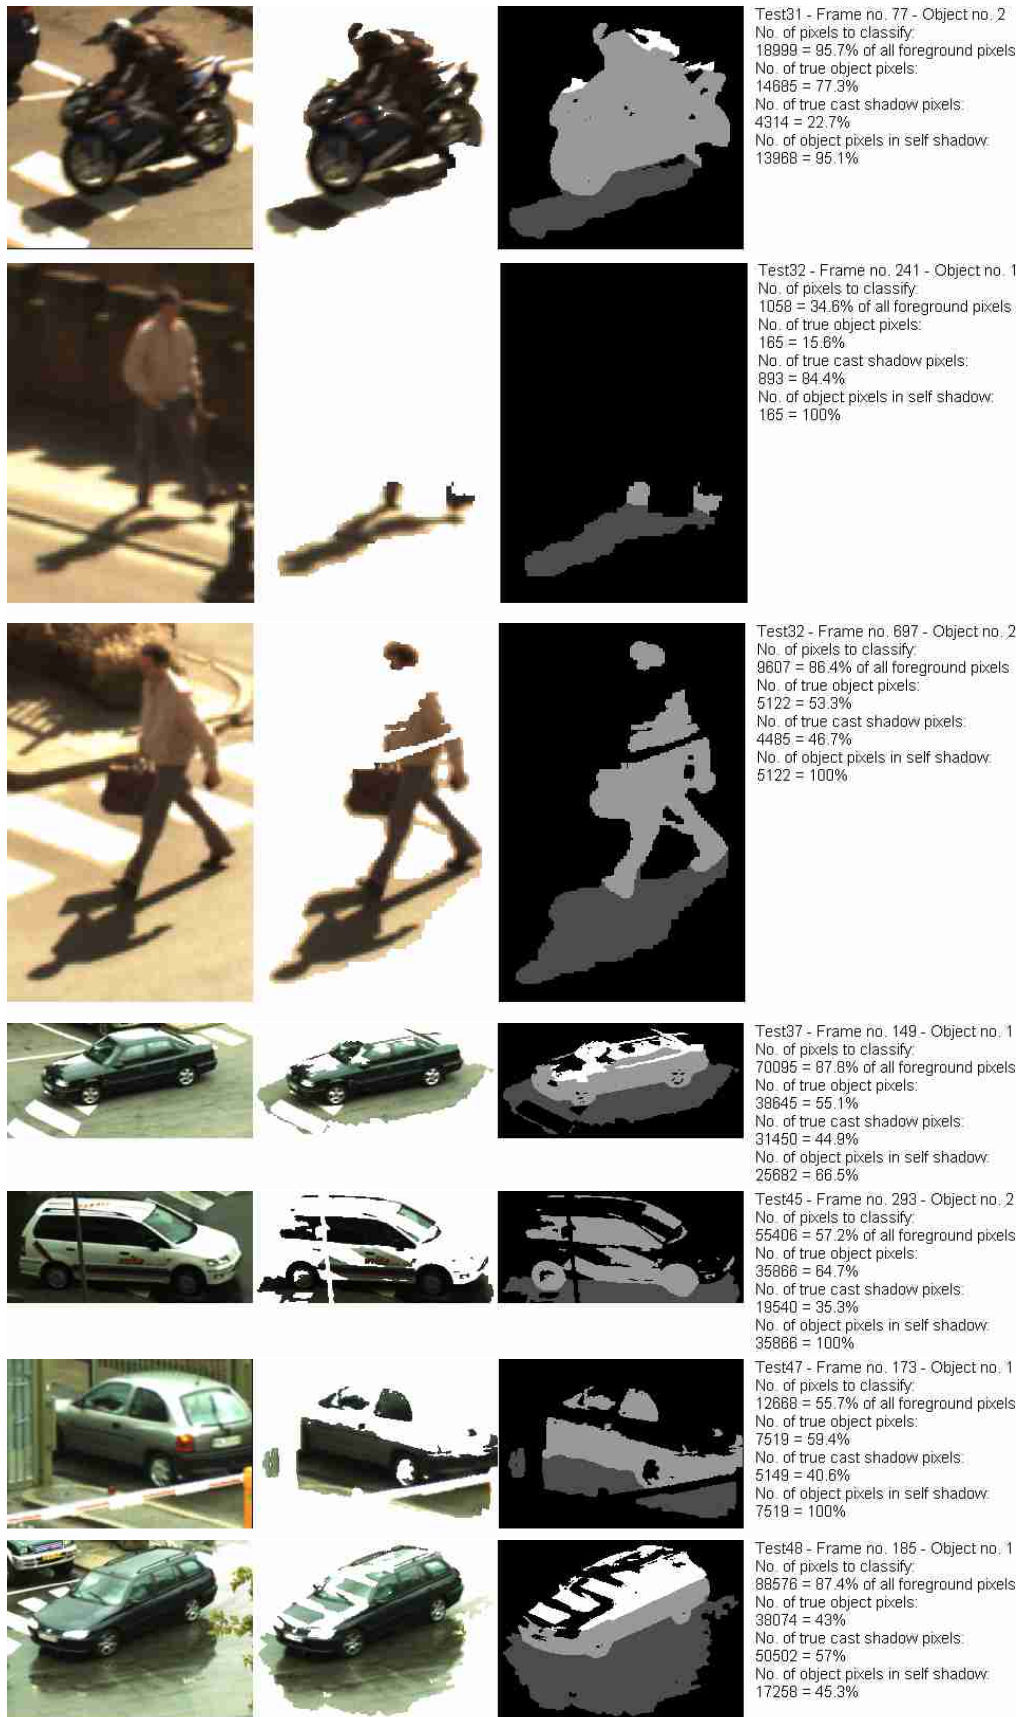 Test31 - Frame no. 77 - Object no. 2
No. of pixels to classify:
18999 = 95.7% of all foreground pixels
No. of true object pixels:
14685 = 77.3%
No. of true cast shadow pixels:
4314 = 22.7%
No. of object pixels in self shadow:
13968 = 95.1%
Test32 - Frame no. 241 - Object no. 1
No. of pixels to classify:
1058 = 34.6% of all foreground pixels
No. of true object pixels:
165 = 15.6%
No. of true cast shadow pixels:
893 = 84.4%
No. of object pixels in self shadow:
165 = 100%
Test32 - Frame no. 697 - Object no. 2
No. of pixels to classify:
9607 = 86.4% of all foreground pixels
No. of true object pixels:
5122 = 53.3%
No. of true cast shadow pixels:
4485 = 46.7%
No. of object pixels in self shadow:
5122 = 100%
Test37 - Frame no. 149 - Object no. 1
No. of pixels to classify:
70095 = 87.8% of all foreground pixels
No. of true object pixels:
38645 = 55.1%
No. of true cast shadow pixels:
31450 = 44.9%
No. of object pixels in self shadow:
25682 = 66.5%
Test45 - Frame no. 293 - Object no. 2
No. of pixels to classify:
55406 = 57.2% of all foreground pixels
No. of true object pixels:
35866 = 64.7%
No. of true cast shadow pixels:
19540 = 35.3%
No. of object pixels in self shadow:
35866 = 100%
Test47 - Frame no. 173 - Object no. 1
No. of pixels to classify:
12668 = 55.7% of all foreground pixels
No. of true object pixels:
7519 = 59.4%
No. of true cast shadow pixels:
5149 = 40.6%
No. of object pixels in self shadow:
7519 = 100%
Test48 - Frame no. 185 - Object no. 1
No. of pixels to classify:
88576 = 87.4% of all foreground pixels
No. of true object pixels:
38074 = 43%
No. of true cast shadow pixels:
50502 = 57%
No. of object pixels in self shadow:
17258 = 45.3%